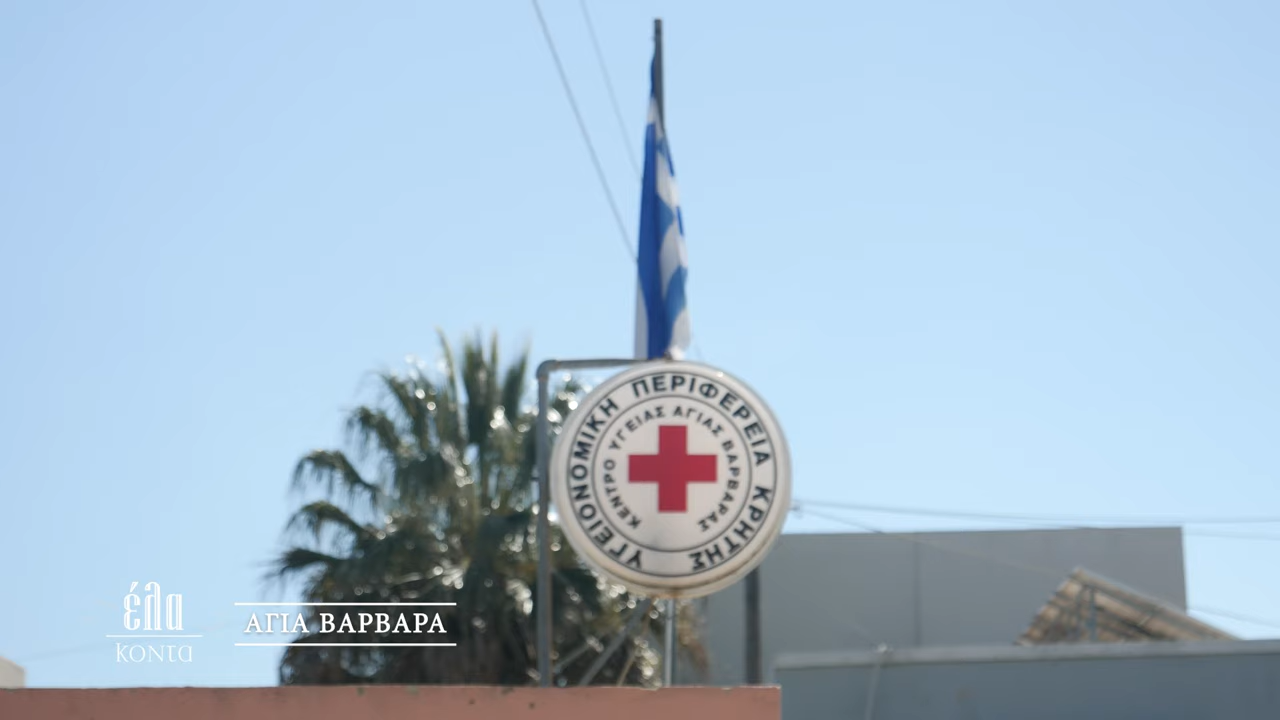 ΥΓΕΙΟΝΟΜΙΚΗ ΠΕΡΙΦΕΡΕΙΑ ΚΡΗΤΗΣ
ΚΕΝΤΡΟ ΥΓΕΙΑΣ ΑΓΙΑΣ ΒΑΡΒΑΡΑΣ
έλα
κοντα
ΑΓΙΑ ΒΑΡΒΑΡΑ